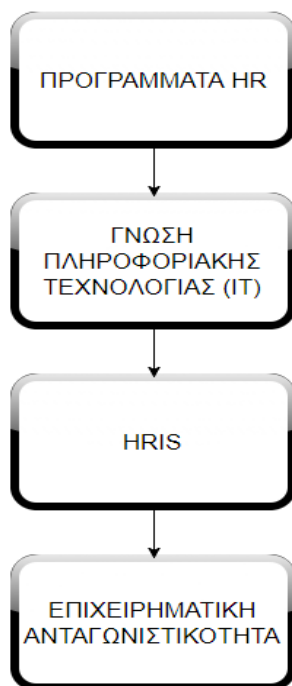 ΠΡΟΓΡΑΜΜΑΤΑ HR
ΓΝΩΣΗ
ΠΛΗΡΟΦΟΡΙΑΚΗΣ
ΤΕΧΝΟΛΟΓΙΑΣ (IT)
HRIS
ΕΠΙΧΕΙΡΗΜΑΤΙΚΗ
ΑΝΤΑΓΩΝΙΣΤΙΚΟΤΗΤΑ